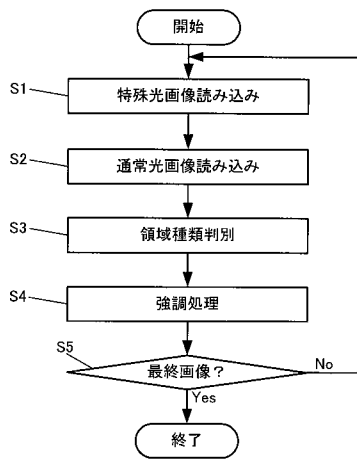 開始
S1
特殊光画像読み込み
S2
通常光画像読み込み
S3
領域種類判別
S4
強調処理
S5
最終画像?
No
Yes
終了